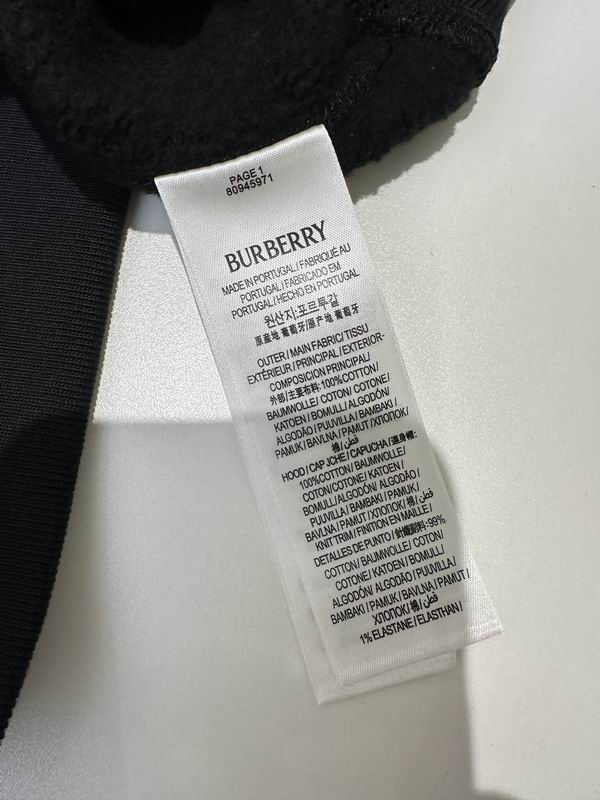 PAGE 1
80945971
BURBERRY
MADE IN PORTUGAL / FABRIQUÉ AU
PORTUGAL / FABRICADO EM
PORTUGAL / HECHO EN PORTUGAL
원산지:포르투갈
原産地 葡萄牙/原产地 葡萄牙
OUTER / MAIN FABRIC / TISSU
EXTÉRIEUR / PRINCIPAL / EXTERIOR-
COMPOSICION PRINCIPAL/
外部/主要布料:100%COTTON/
BAUMWOLLE/ COTON/ COTONE/
KATOEN / BOMULL/ ALGODÓN/
ALGODÃO / PUUVILLA / BAMBAKI /
PAMUK / BAVLNA / PAMUT /ХЛОПОК/
棉/ قطن/
HOOD / CAP ,ICHE / CAPUCHA /連身帽:
100%COTTON / BAUMWOLLE/
COTON/COTONE / KATOEN /
BOMULL/ALGODÓN/ ALGODÃO/
PUUVILLA / BAMBAKI / PAMUK /
BAVLNA / PAMUT /ХЛОПОК/ 棉/ قطن/
KNIT TRIM / FINITION EN MAILLE /
DETALLES DE PUNTO / 針織副料:99%
COTTON / BAUMWOLLE/ COTON/
COTONE / KATOEN / BOMULL/
ALGODÓN/ ALGODÃO / PUUVILLA /
BAMBAKI / PAMUK / BAVLNA / PAMUT /
ХЛОПОК/ 棉/ قطن/
1% ELASTANE / ELASTHAN /